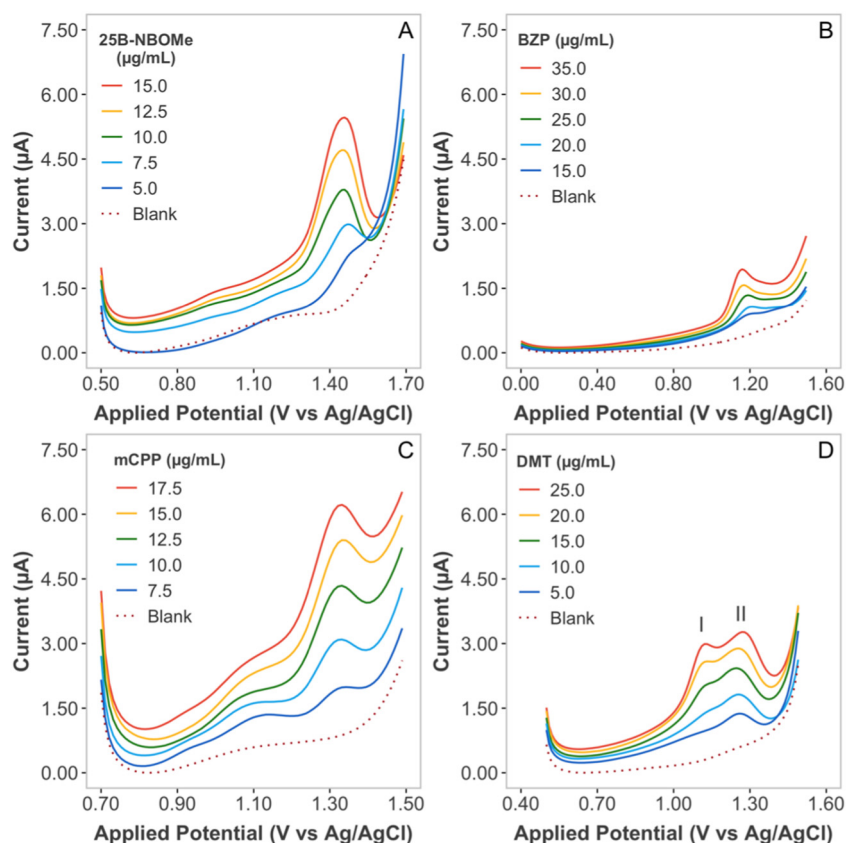 A
25B-NBOMe
(µg/mL)
15.0
12.5
10.0
7.5
5.0
Blank
7.50
6.00
4.50
3.00
1.50
0.00
Current (µA)
0.50 0.80 1.10 1.40 1.70
Applied Potential (V vs Ag/AgCl)
B
BZP (µg/mL)
35.0
30.0
25.0
20.0
15.0
Blank
7.50
6.00
4.50
3.00
1.50
0.00
Current (µA)
0.00 0.40 0.80 1.20 1.60
Applied Potential (V vs Ag/AgCl)
C
mCPP (µg/mL)
17.5
15.0
12.5
10.0
7.5
Blank
7.50
6.00
4.50
3.00
1.50
0.00
Current (µA)
0.70 0.90 1.10 1.30 1.50
Applied Potential (V vs Ag/AgCl)
D
DMT (µg/mL)
25.0
20.0
15.0
10.0
5.0
Blank
I II
7.50
6.00
4.50
3.00
1.50
0.00
Current (µA)
0.40 0.70 1.00 1.30 1.60
Applied Potential (V vs Ag/AgCl)